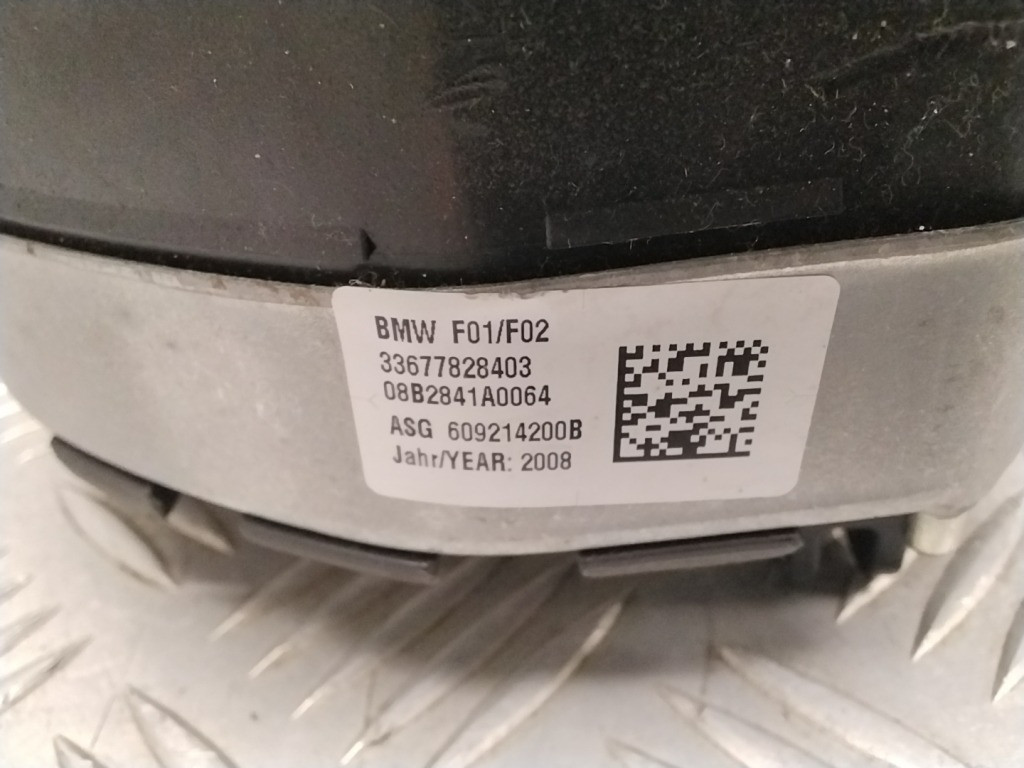 BMW F01/F02
33677828403
08B2841A0064
ASG 609214200B
Jahr/YEAR: 2008